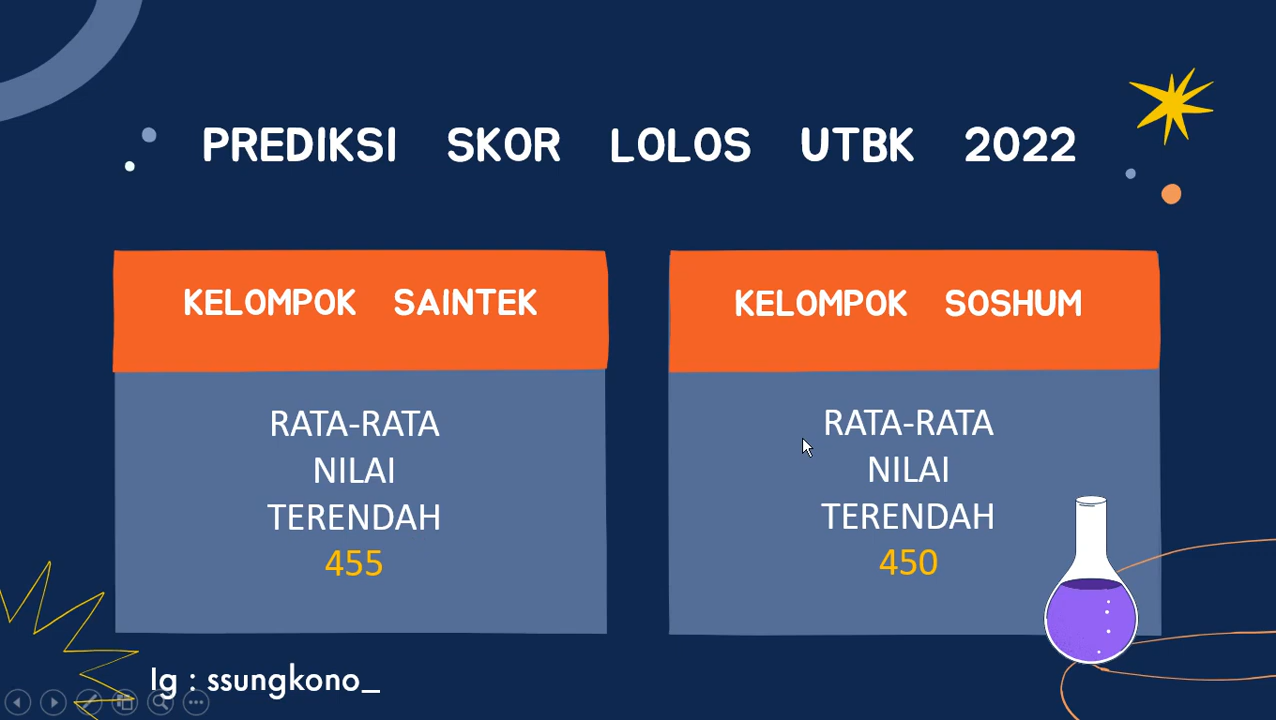 PREDIKSI SKOR LOLOS UTBK 2022
KELOMPOK SAINTEK
RATA-RATA
NILAI
TERENDAH
455
KELOMPOK SOSHUM
RATA-RATA
NILAI
TERENDAH
450
Ig : ssungkono_